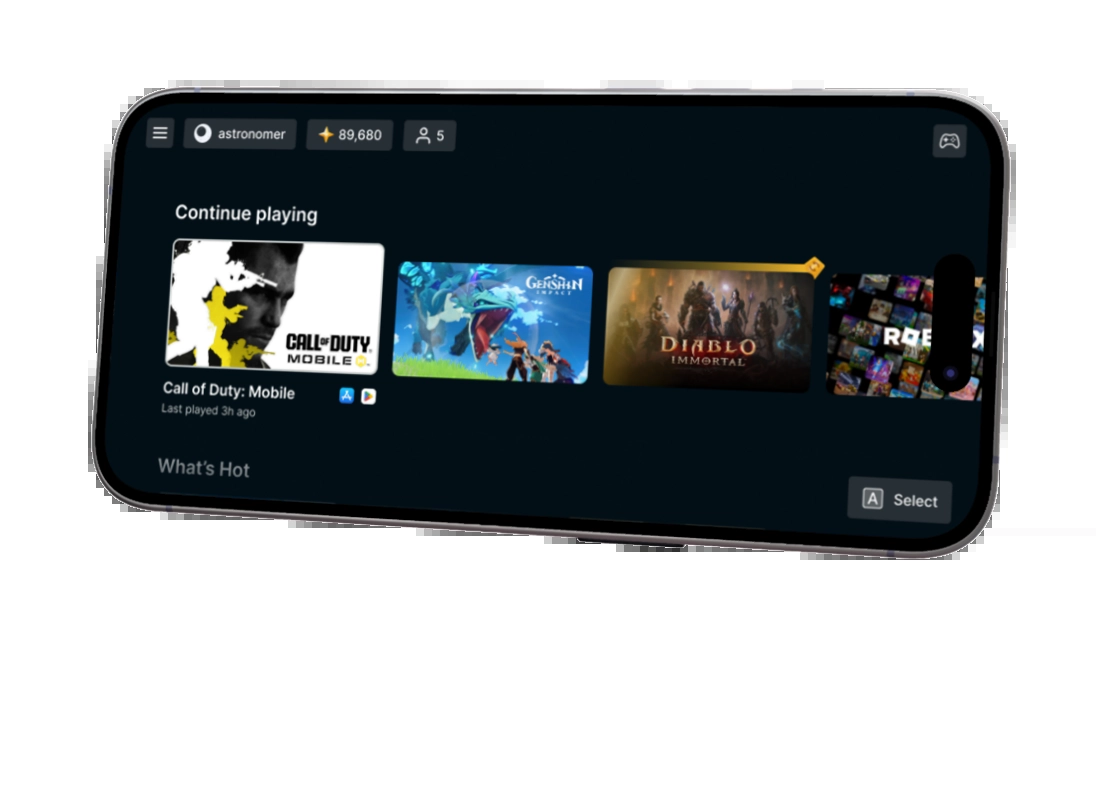 astronomer
89,680
5
Continue playing
CALL OF DUTY
MOBILE
GENSHIN
IMPACT
DIABLO
IMMORTAL
Call of Duty: Mobile
Last played 3h ago
What's Hot
A Select